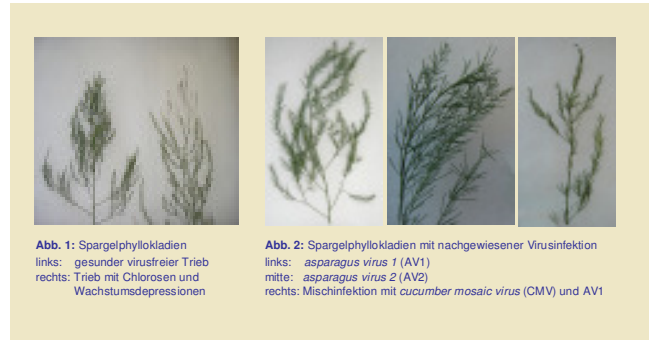 Abb. 1: Spargelphyllokladien
links: gesunder virusfreier Trieb
rechts: Trieb mit Chlorosen und
Wachstumsdepressionen
Abb. 2: Spargelphyllokladien mit nachgewiesener Virusinfektion
links: asparagus virus 1 (AV1)
mitte: asparagus virus 2 (AV2)
rechts: Mischinfektion mit cucumber mosaic virus (CMV) und AV1